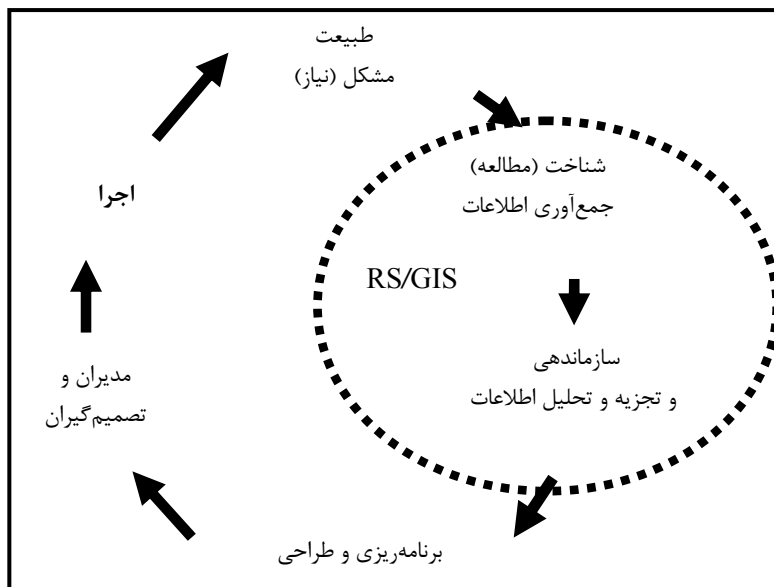 طبیعت
مشکل (نیاز)
شناخت (مطالعه)
جمع‌آوری اطلاعات
RS/GIS
سازماندهی
و تجزیه و تحلیل اطلاعات
برنامه‌ریزی و طراحی
مدیران و
تصمیم‌گیران
اجرا